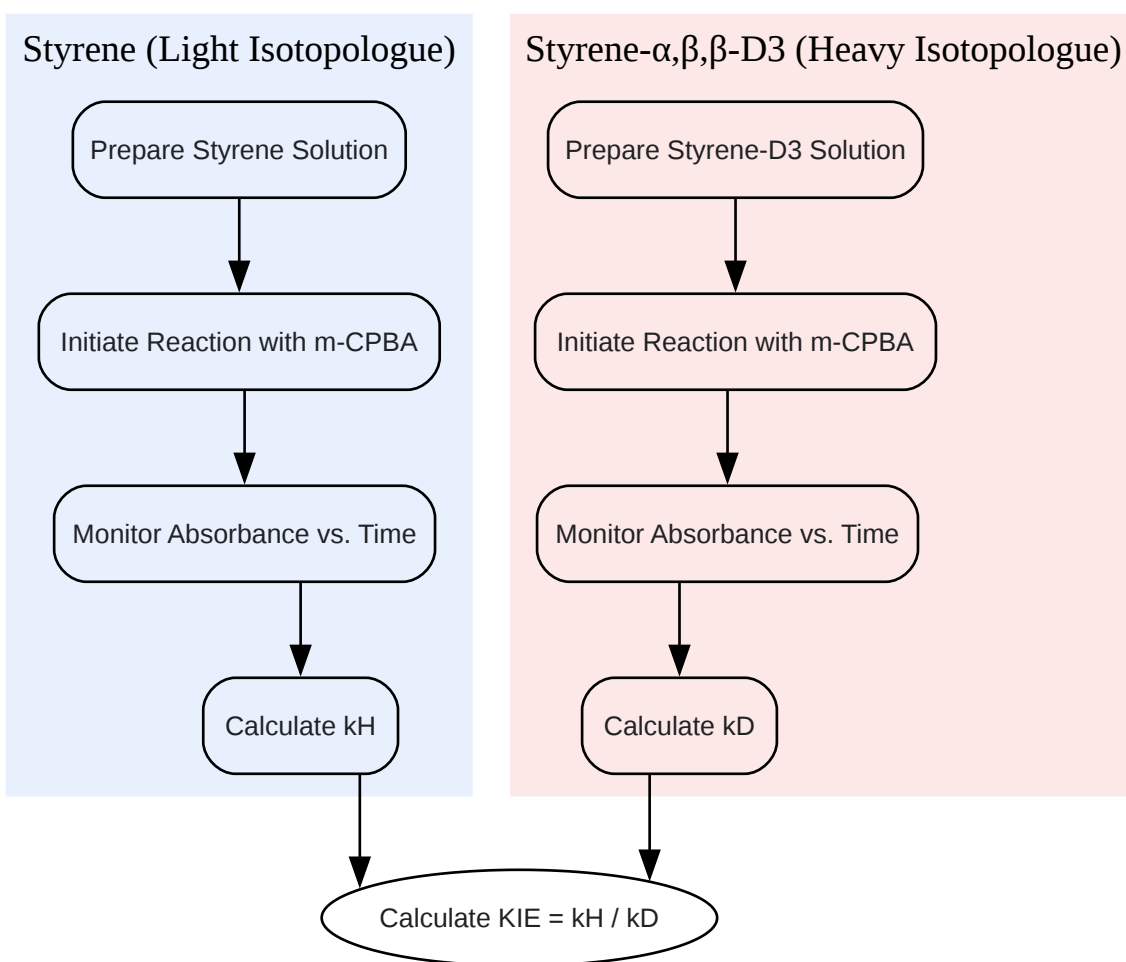 Styrene (Light Isotopologue)
Prepare Styrene Solution
Initiate Reaction with m-CPBA
Monitor Absorbance vs. Time
Calculate kH
Styrene-α,β,β-D3 (Heavy Isotopologue)
Prepare Styrene-D3 Solution
Initiate Reaction with m-CPBA
Monitor Absorbance vs. Time
Calculate kD
Calculate KIE = kH / kD